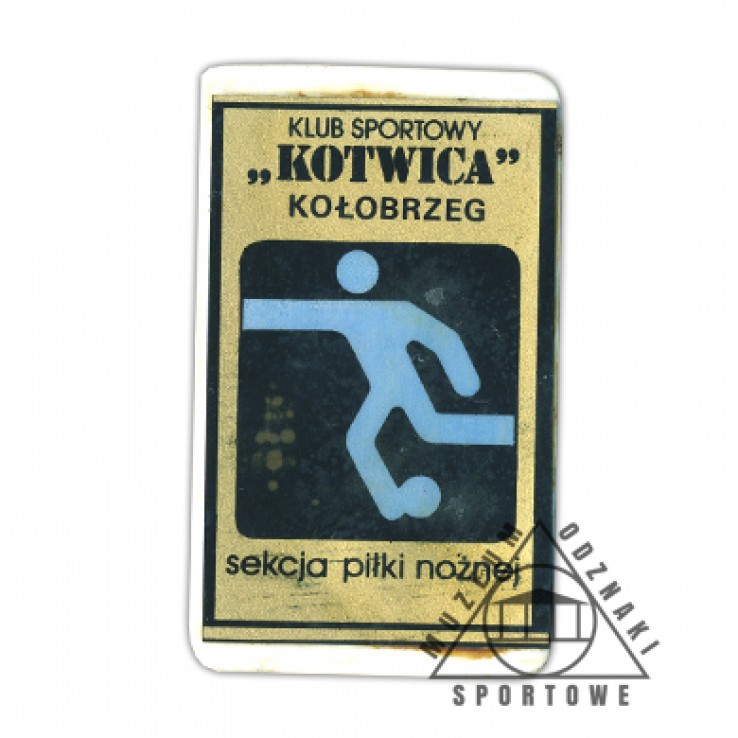 KLUB SPORTOWY
„KOTWICA”
KOŁOBRZEG
sekcja piłki nożnej
MUZEUM ODZNAKI
SPORTOWE